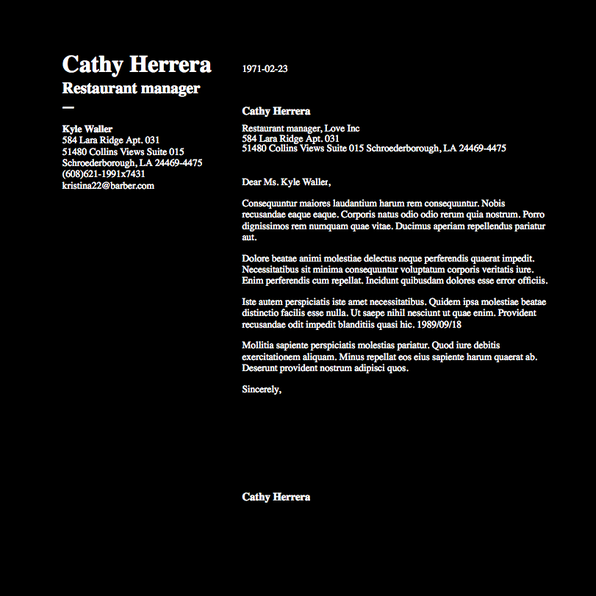 Cathy Herrera
Restaurant manager
—
Kyle Waller
584 Lara Ridge Apt. 031
51480 Collins Views Suite 015
Schroederborough, LA 24469-4475
(608)621-1991x7431
kristina22@barber.com
1971-02-23
Cathy Herrera
Restaurant manager, Love Inc
584 Lara Ridge Apt. 031
51480 Collins Views Suite 015 Schroederborough, LA 24469-4475
Dear Ms. Kyle Waller,
Consequuntur maiores laudantium harum rem consequuntur. Nobis
recusandae eaque eaque. Corporis natus odio odio rerum quia nostrum. Porro
dignissimos rem numquam quae vitae. Ducimus aperiam repellendus pariatur
aut.
Dolore beatae animi molestiae delectus neque perferendis quaerat impedit.
Necessitatibus sit minima consequuntur voluptatum corporis veritatis iure.
Enim perferendis cum repellat. Incidunt quibusdam dolores esse error officiis.
Iste autem perspiciatis iste amet necessitatibus. Quidem ipsa molestiae beatae
distinctio facilis esse nulla. Ut saepe nihil nesciunt ut quae enim. Provident
recusandae odit impedit blanditiis quasi hic. 1989/09/18
Mollitia sapiente perspiciatis molestias pariatur. Quod iure debitis
exercitationem aliquam. Minus repellat eos eius sapiente harum quaerat ab.
Deserunt provident nostrum adipisci quos.
Sincerely,
Cathy Herrera